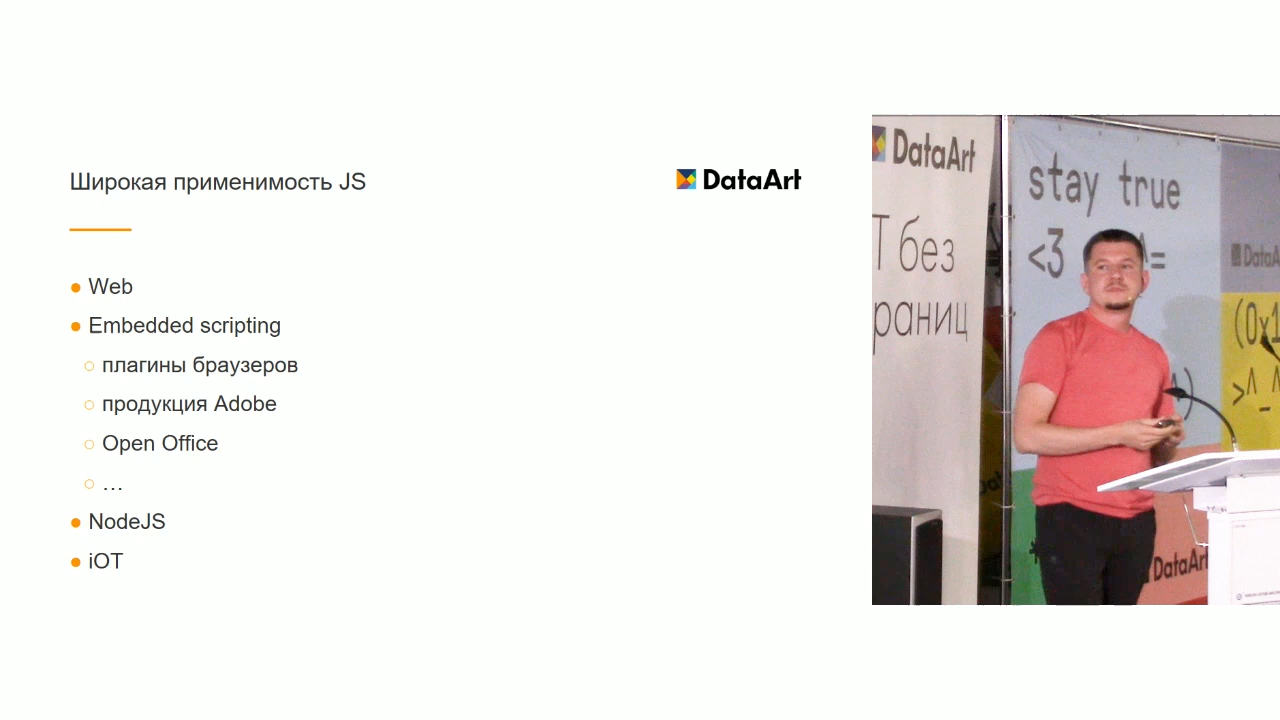 Широкая применимость JS
DataArt
Web
Embedded scripting
плагины браузеров
продукция Adobe
Open Office
…
NodeJS
iOT
DataArt
без
stay true
<3
DataArt